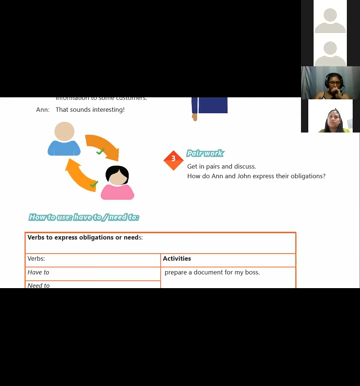 information to some customers.
Ann: That sounds interesting!
3 Pair work
Get in pairs and discuss.
How do Ann and John express their obligations?
How to use: have to / need to:
Verbs to express obligations or needs:
Verbs: Activities
Have to prepare a document for my boss.
Need to